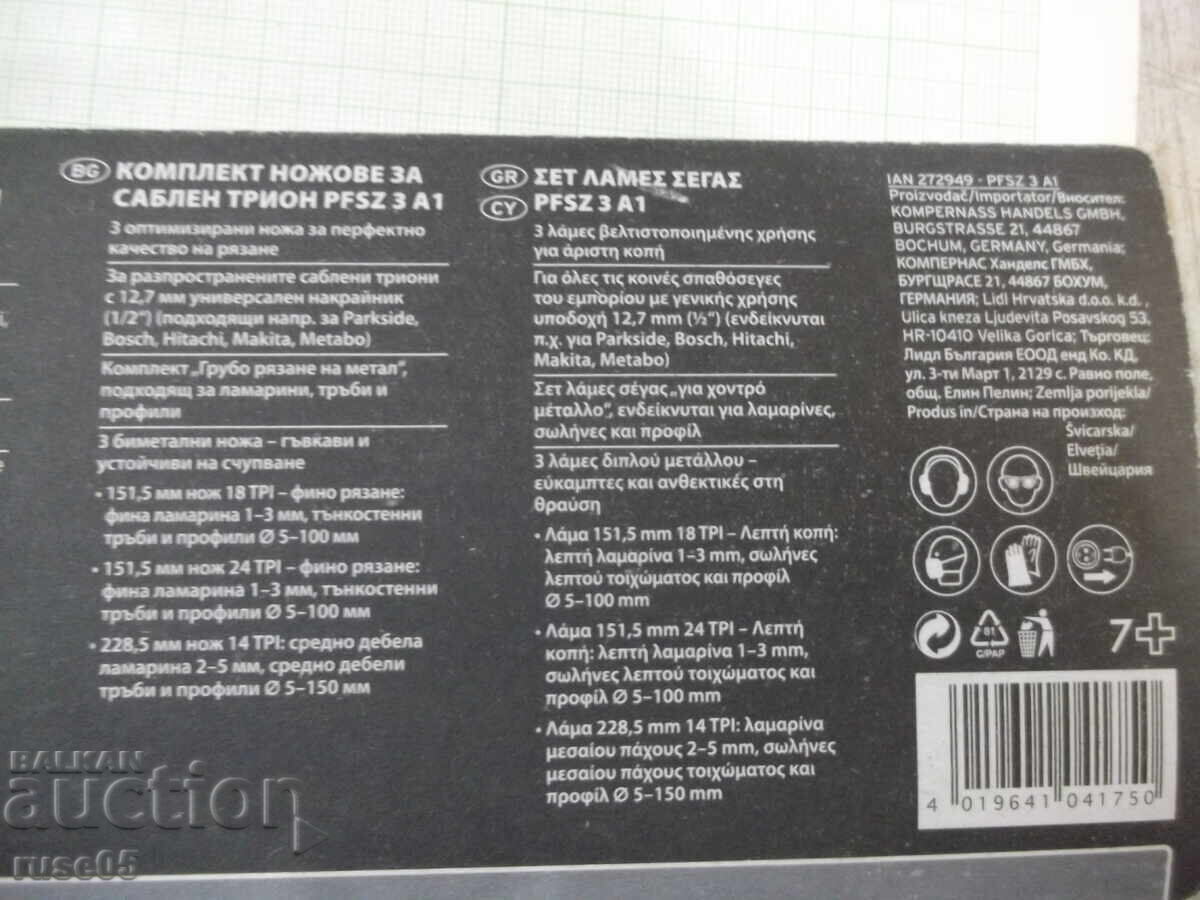 BG КОМПЛЕКТ НОЖОВЕ ЗА
САБЛЕН ТРИОН PFSZ 3 A1
3 оптимизирани ножа за перфектно
качество на рязане
За разпространените саблени триони
с 12,7 мм универсален накрайник
(1/2") (подходящи напр. за Parkside,
Bosch, Hitachi, Makita, Metabo)
Комплект „Грубо рязане на метал",
подходящ за ламарини, тръби и
профили
3 биметални ножа – гъвкави и
устойчиви на счупване
• 151,5 мм нож 18 TPI – фино рязане:
фина ламарина 1–3 мм, тънкостенни
тръби и профили Ø 5–100 мм
• 151,5 мм нож 24 TPI – фино рязане:
фина ламарина 1–3 мм, тънкостенни
тръби и профили Ø 5–100 мм
• 228,5 мм нож 14 TPI: средно дебела
ламарина 2–5 мм, средно дебели
тръби и профили Ø 5–150 мм
GR ΣΕΤ ΛΑΜΕΣ ΣΕΓΑΣ
CY PFSZ 3 A1
3 λάμες βελτιστοποιημένης χρήσης
για άριστη κοπή
Για όλες τις κοινές σπαθόσεγες
του εμπορίου με γενικής χρήσης
υποδοχή 12,7 mm (½") (ενδείκνυται
π.χ. για Parkside, Bosch, Hitachi,
Makita, Metabo)
Σετ λάμες σέγας „για χοντρό
μέταλλο", ενδείκνυται για λαμαρίνες,
σωλήνες και προφίλ
3 λάμες διπλού μετάλλου –
εύκαμπτες και ανθεκτικές στη
θραύση
• Λάμα 151,5 mm 18 TPI – Λεπτή κοπή:
λεπτή λαμαρίνα 1–3 mm, σωλήνες
λεπτού τοιχώματος και προφίλ
Ø 5–100 mm
• Λάμα 151,5 mm 24 TPI – Λεπτή
κοπή: λεπτή λαμαρίνα 1–3 mm,
σωλήνες λεπτού τοιχώματος και
προφίλ Ø 5–100 mm
• Λάμα 228,5 mm 14 TPI: λαμαρίνα
μεσαίου πάχους 2–5 mm, σωλήνες
μεσαίου πάχους τοιχώματος και
προφίλ Ø 5–150 mm
IAN 272949 - PFSZ 3 A1
Proizvođač/Importator/Вносител:
KOMPERNASS HANDELS GMBH,
BURGSTRASSE 21, 44867
BOCHUM, GERMANY, Germania;
КОМПЕРНАС Ханделс ГМБХ,
БУРГЩРАСЕ 21, 44867 БОХУМ,
ГЕРМАНИЯ; Lidl Hrvatska d.o.o. k.d. ,
Ulica kneza Ljudevita Posavskog 53,
HR-10410 Velika Gorica; Търговец:
Лидл България ЕООД енд Ко. КД,
ул. 3-ти Март 1, 2129 с. Равно поле,
общ. Елин Пелин; Zemlja porijekla/
Produs in/Страна на произход:
Švicarska/
Elveția/
Швейцария
81
C/PAP
7+
4 019641 041750
BALKAN
auction
ruse05